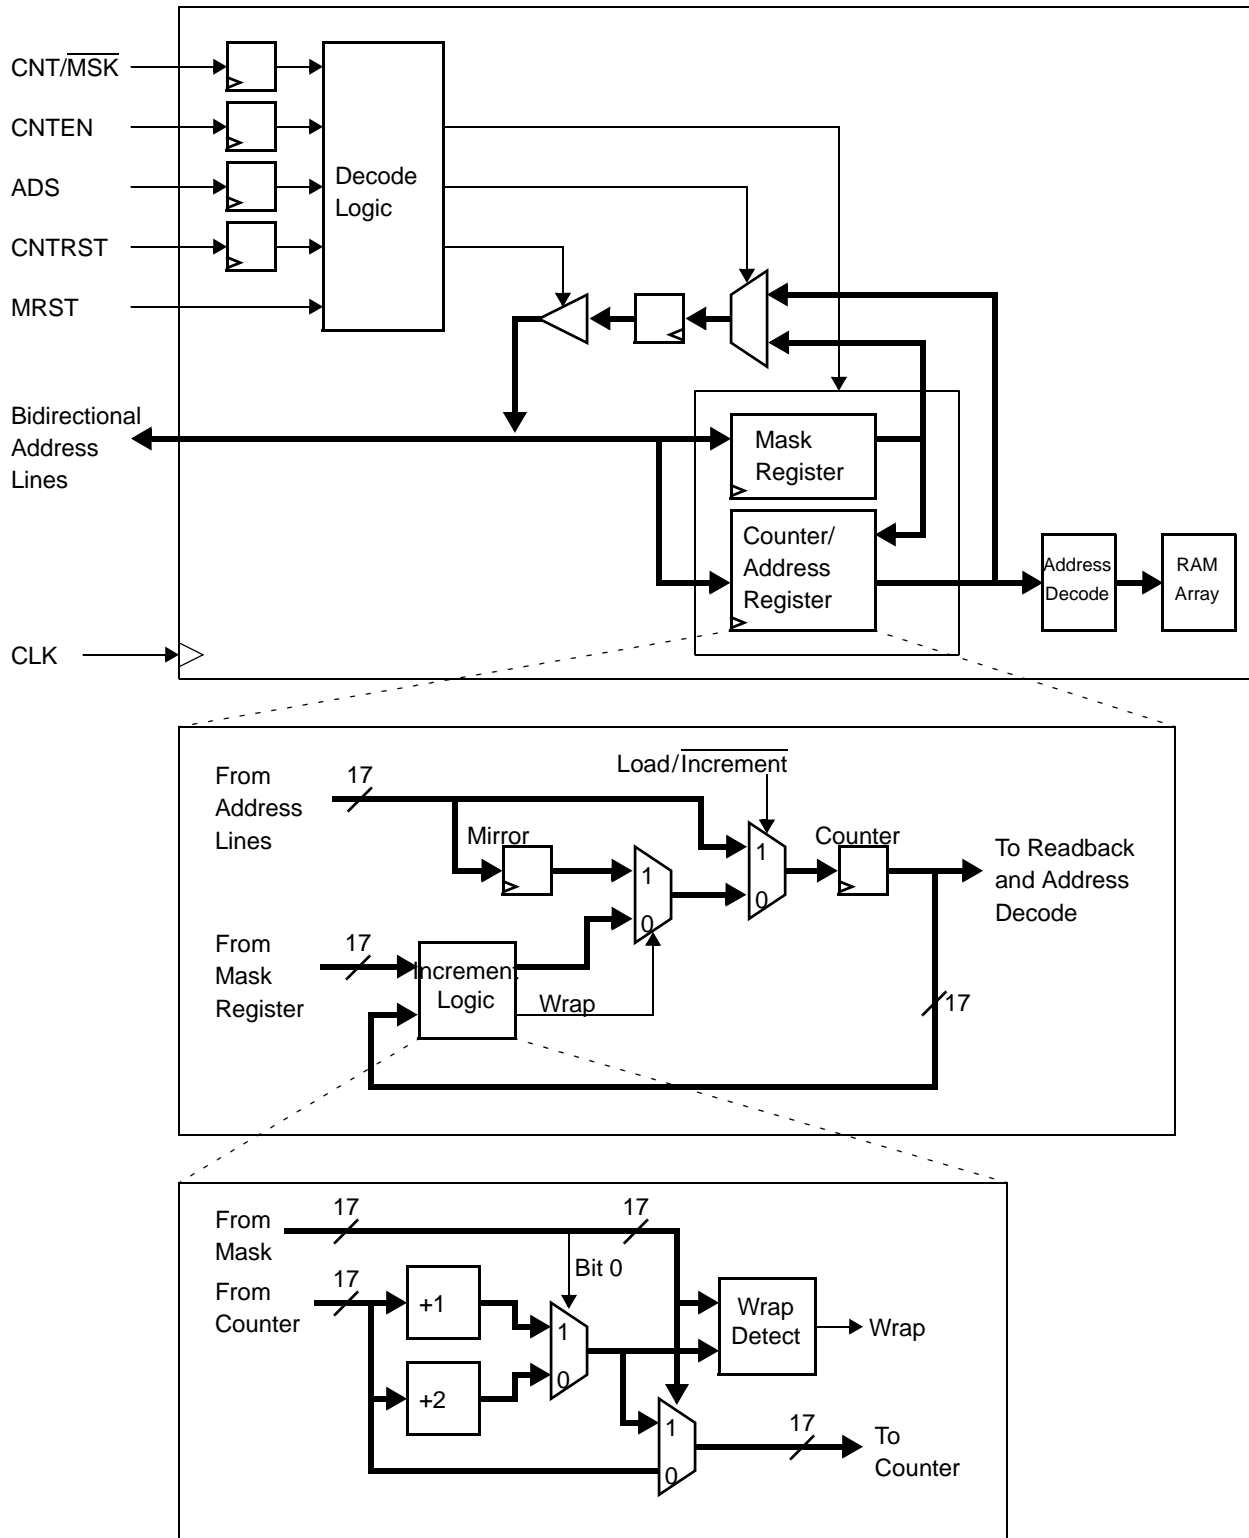 CNT/MSK
CNTEN
ADS
CNTRST
MRST
Decode
Logic
Bidirectional
Address
Lines
Mask
Register
Counter/
Address
Register
Address
Decode
RAM
Array
CLK
From
Address
Lines
17
Load/Increment
Mirror
1
0
1
0
Counter
To Readback
and Address
Decode
From
Mask
Register
17
Increment
Logic
Wrap
17
From
Mask
17
17
Bit 0
From
Counter
17
+1
+2
1
0
Wrap
Detect
Wrap
1
0
17
To
Counter